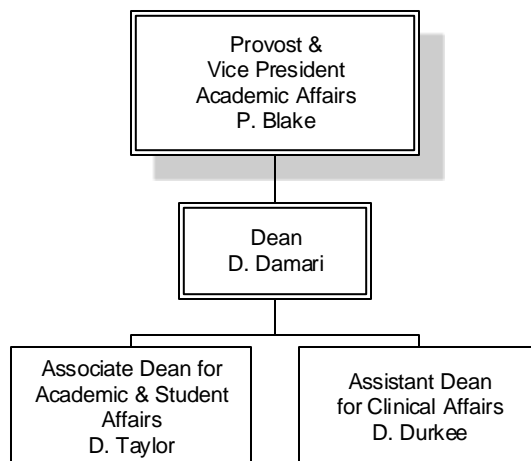 Provost &
Vice President
Academic Affairs
P. Blake
Dean
D. Damari
Associate Dean for
Academic & Student
Affairs
D. Taylor
Assistant Dean
for Clinical Affairs
D. Durkee